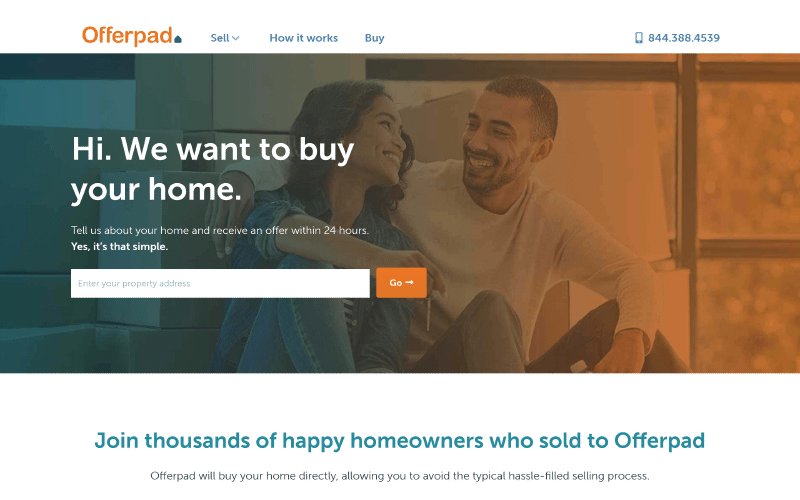 Offerpad
Sell
How it works
Buy
844.388.4539
Hi. We want to buy
your home.
Tell us about your home and receive an offer within 24 hours.
Yes, it's that simple.
Enter your property address
Go →
Join thousands of happy homeowners who sold to Offerpad
Offerpad will buy your home directly, allowing you to avoid the typical hassle-filled selling process.